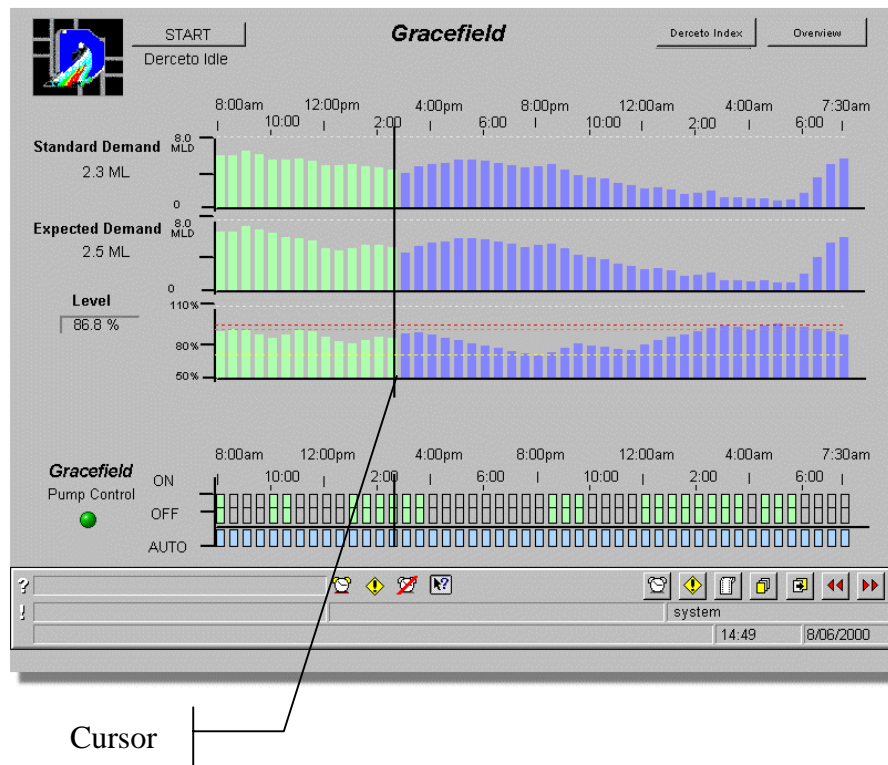 START
Gracefield
Derceto Index
Overview
Derceto Idle
8:00am 12:00pm 4:00pm 8:00pm 12:00am 4:00am 7:30am
10:00 2:00 6:00 10:00 2:00 6:00
Standard Demand
8.0
MLD
2.3 ML
0
Expected Demand
8.0
MLD
2.5 ML
0
Level
110%
86.8 %
80%
50%
8:00am 12:00pm 4:00pm 8:00pm 12:00am 4:00am 7:30am
10:00 2:00 6:00 10:00 2:00 6:00
Gracefield
Pump Control
ON
OFF
AUTO
?
!
system
14:49 8/06/2000
Cursor